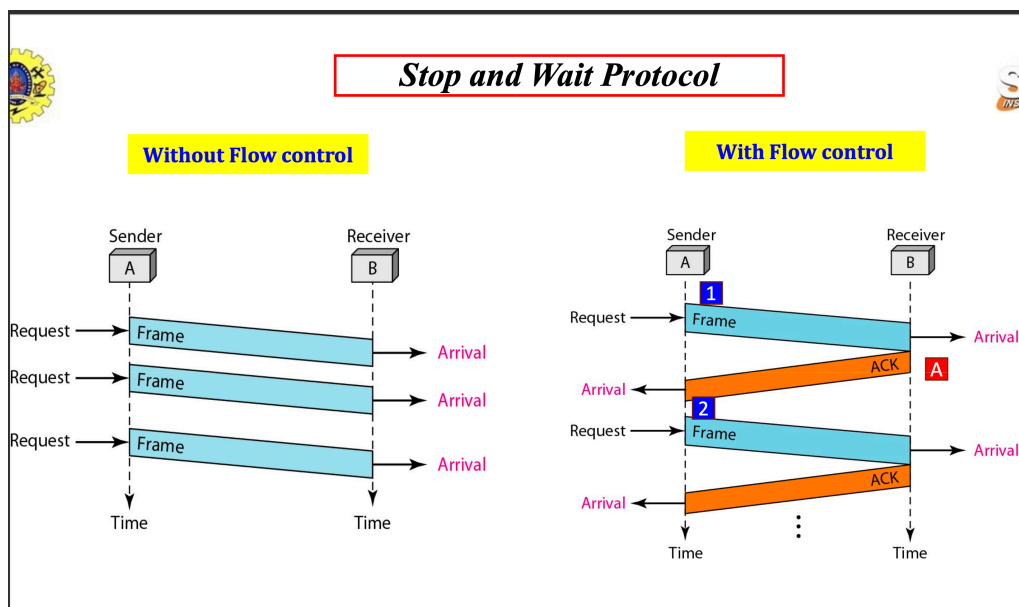 Stop and Wait Protocol
Without Flow control
Sender
Receiver
A
B
Request
Frame
Arrival
Request
Frame
Arrival
Request
Frame
Arrival
Time
Time
With Flow control
Sender
Receiver
A
B
1
Request
Frame
Arrival
ACK
A
Arrival
2
Request
Frame
Arrival
ACK
Arrival
Time
Time
INS